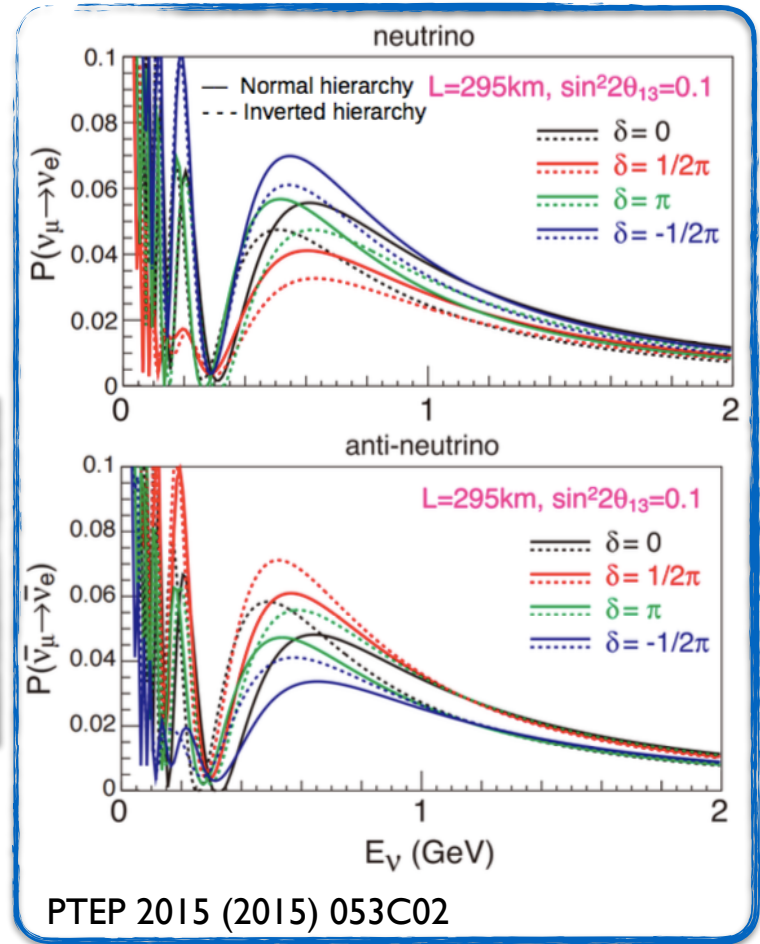 neutrino
P(νμ→νe)
0.1
0.08
0.06
0.04
0.02
0
— Normal hierarchy
--- Inverted hierarchy
L=295km, sin²2θ₁₃=0.1
δ= 0
δ= 1/2π
δ= π
δ= -1/2π
0 1 2
anti-neutrino
P(ν̄μ→ν̄e)
0.1
0.08
0.06
0.04
0.02
0
L=295km, sin²2θ₁₃=0.1
δ= 0
δ= 1/2π
δ= π
δ= -1/2π
0 1 2
Eν (GeV)
PTEP 2015 (2015) 053C02